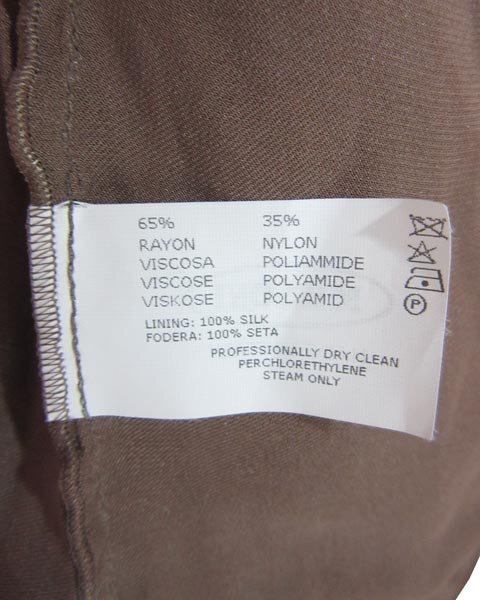 65% 35%
RAYON NYLON
VISCOSA POLIAMMIDE
VISCOSE POLYAMIDE
VISKOSE POLYAMID
LINING: 100% SILK
FODERA: 100% SETA
PROFESSIONALLY DRY CLEAN
PERCHLORETHYLENE
STEAM ONLY
P